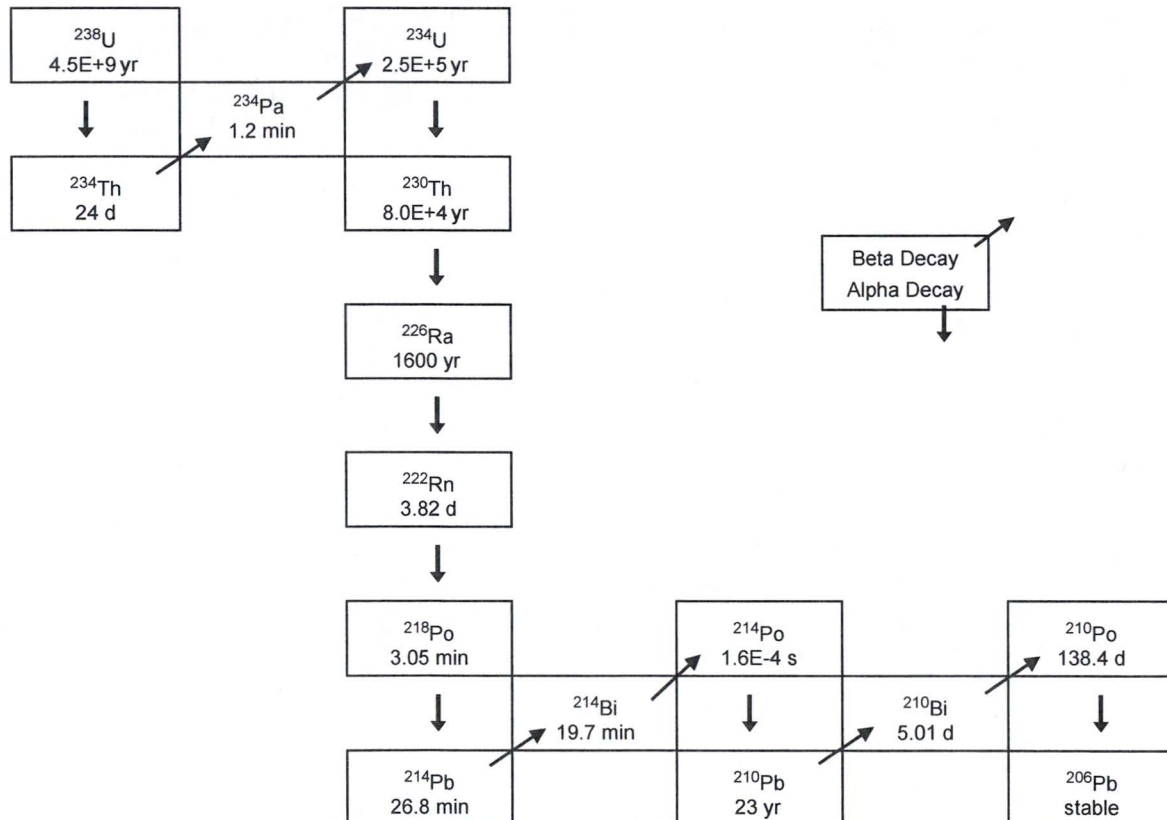 ²³⁸U
4.5E+9 yr
²³⁴U
2.5E+5 yr
²³⁴Pa
1.2 min
²³⁴Th
24 d
²³⁰Th
8.0E+4 yr
Beta Decay
Alpha Decay
²²⁶Ra
1600 yr
²²²Rn
3.82 d
²¹⁸Po
3.05 min
²¹⁴Po
1.6E-4 s
²¹⁰Po
138.4 d
²¹⁴Bi
19.7 min
²¹⁰Bi
5.01 d
²¹⁴Pb
26.8 min
²¹⁰Pb
23 yr
²⁰⁶Pb
stable